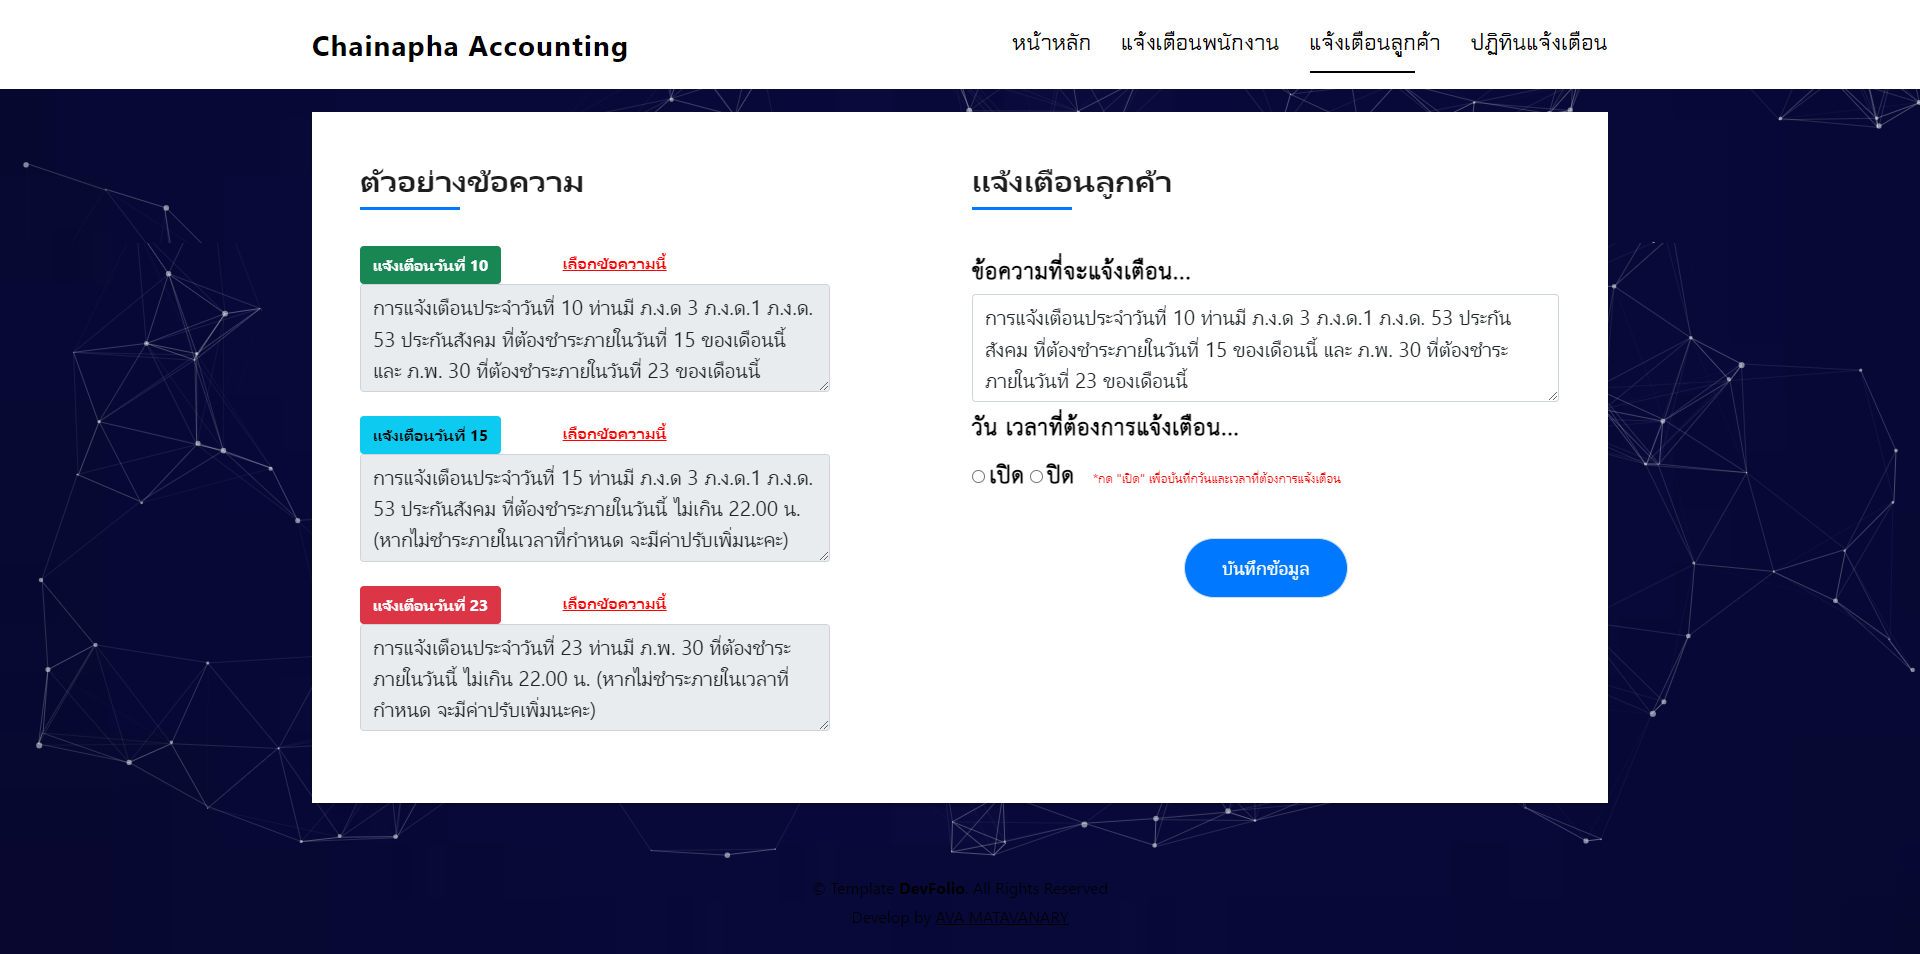 Chainapha Accounting
หน้าหลัก แจ้งเตือนพนักงาน แจ้งเตือนลูกค้า ปฏิทินแจ้งเตือน
ตัวอย่างข้อความ
แจ้งเตือนวันที่ 10 เลือกข้อความนี้
การแจ้งเตือนประจำวันที่ 10 ท่านมี ภ.ง.ด 3 ภ.ง.ด.1 ภ.ง.ด.
53 ประกันสังคม ที่ต้องชำระภายในวันที่ 15 ของเดือนนี้
และ ภ.พ. 30 ที่ต้องชำระภายในวันที่ 23 ของเดือนนี้
แจ้งเตือนวันที่ 15 เลือกข้อความนี้
การแจ้งเตือนประจำวันที่ 15 ท่านมี ภ.ง.ด 3 ภ.ง.ด.1 ภ.ง.ด.
53 ประกันสังคม ที่ต้องชำระภายในวันนี้ ไม่เกิน 22.00 น.
(หากไม่ชำระภายในเวลาที่กำหนด จะมีค่าปรับเพิ่มนะคะ)
แจ้งเตือนวันที่ 23 เลือกข้อความนี้
การแจ้งเตือนประจำวันที่ 23 ท่านมี ภ.พ. 30 ที่ต้องชำระ
ภายในวันนี้ ไม่เกิน 22.00 น. (หากไม่ชำระภายในเวลาที่
กำหนด จะมีค่าปรับเพิ่มนะคะ)
แจ้งเตือนลูกค้า
ข้อความที่จะแจ้งเตือน...
การแจ้งเตือนประจำวันที่ 10 ท่านมี ภ.ง.ด 3 ภ.ง.ด.1 ภ.ง.ด. 53 ประกัน
สังคม ที่ต้องชำระภายในวันที่ 15 ของเดือนนี้ และ ภ.พ. 30 ที่ต้องชำระ
ภายในวันที่ 23 ของเดือนนี้
วัน เวลาที่ต้องการแจ้งเตือน...
เปิด ปิด *กด "เปิด" เพื่อบันทึกวันและเวลาที่ต้องการแจ้งเตือน
บันทึกข้อมูล
© Template DevFolio. All Rights Reserved.
Develop by AVA MATAVANARY